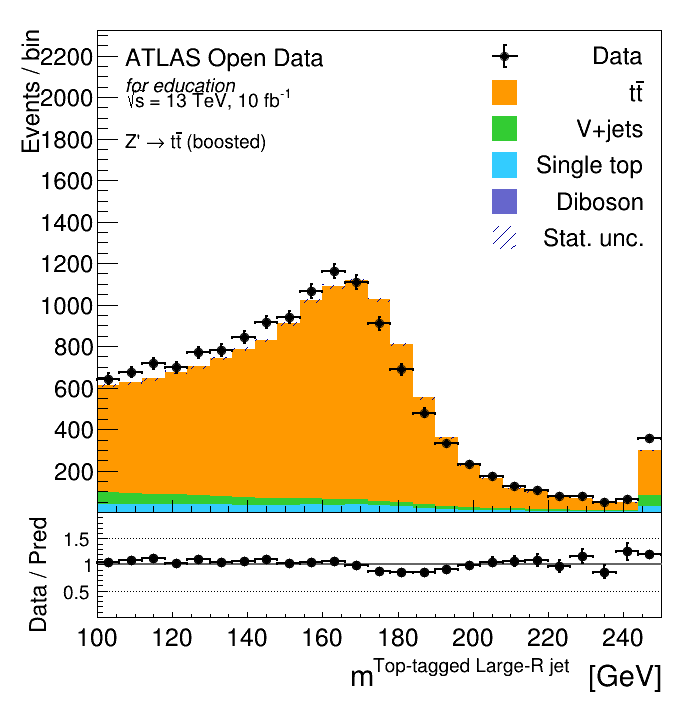 Events / bin
2200
2000
1800
1600
1400
1200
1000
800
600
400
200
ATLAS Open Data
for education
√s = 13 TeV, 10 fb⁻¹
Z' → tt̄ (boosted)
Data
tt̄
V+jets
Single top
Diboson
Stat. unc.
Data / Pred
1.5
1
0.5
100 120 140 160 180 200 220 240
m^Top-tagged Large-R jet [GeV]